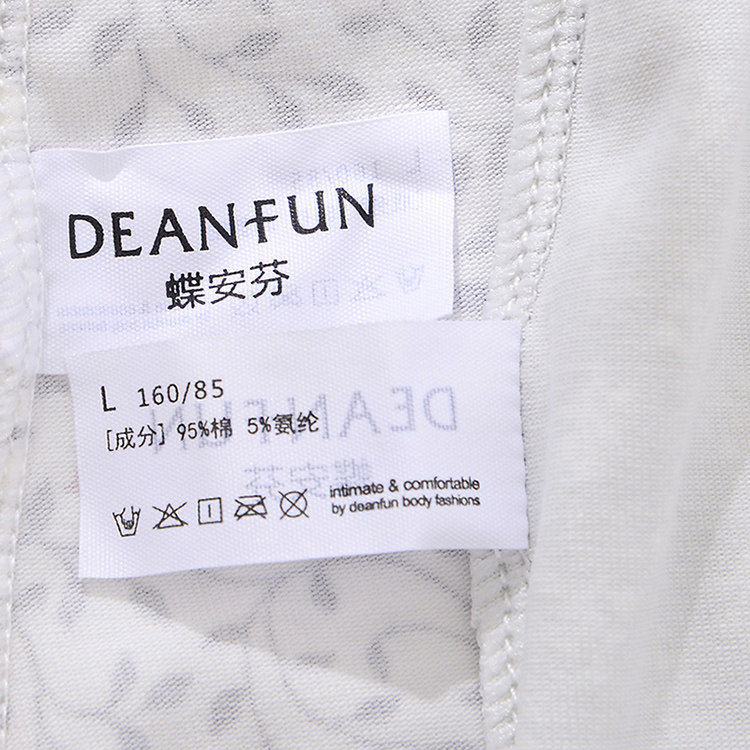 DEANFUN
蝶安芬
L 160/85
[成分] 95%棉 5%氨纶
intimate & comfortable
by deanfun body fashions